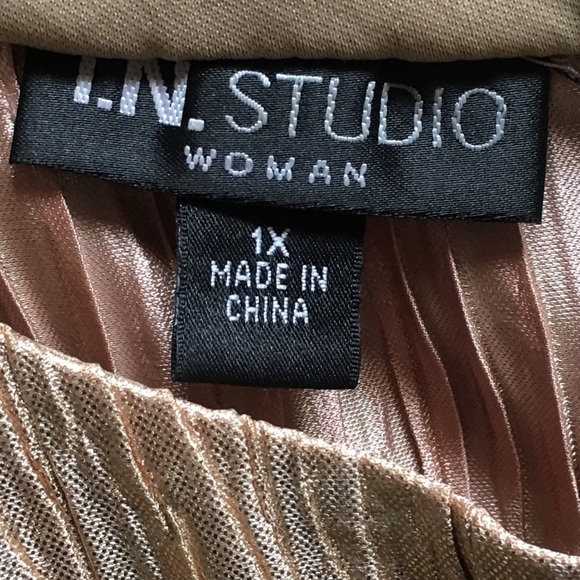 I.N. STUDIO
WOMAN
1X
MADE IN
CHINA